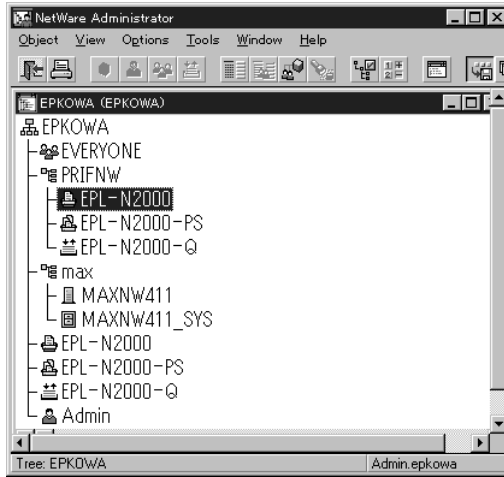 NetWare Administrator
Object View Options Tools Window Help
EPKOWA (EPKOWA)
EPKOWA
EVERYONE
PRIFNW
EPL-N2000
EPL-N2000-PS
EPL-N2000-Q
max
MAXNW411
MAXNW411_SYS
EPL-N2000
EPL-N2000-PS
EPL-N2000-Q
Admin
Tree: EPKOWA Admin.epkowa